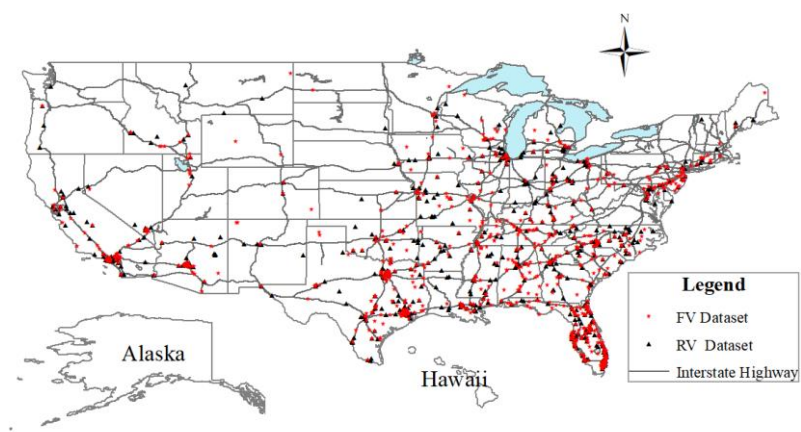 N
Legend
FV Dataset
RV Dataset
Interstate Highway
Alaska
Hawaii